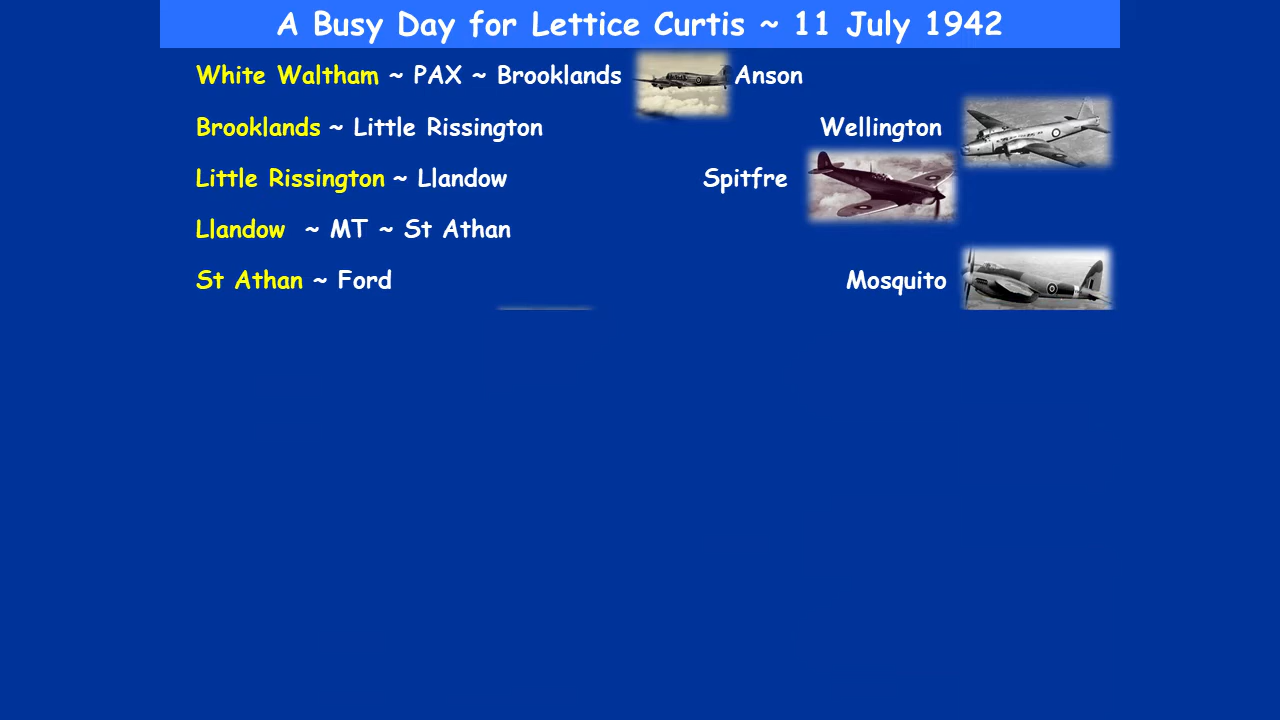 A Busy Day for Lettice Curtis ~ 11 July 1942
White Waltham ~ PAX ~ Brooklands Anson
Brooklands ~ Little Rissington Wellington
Little Rissington ~ Llandow Spitfre
Llandow ~ MT ~ St Athan
St Athan ~ Ford Mosquito